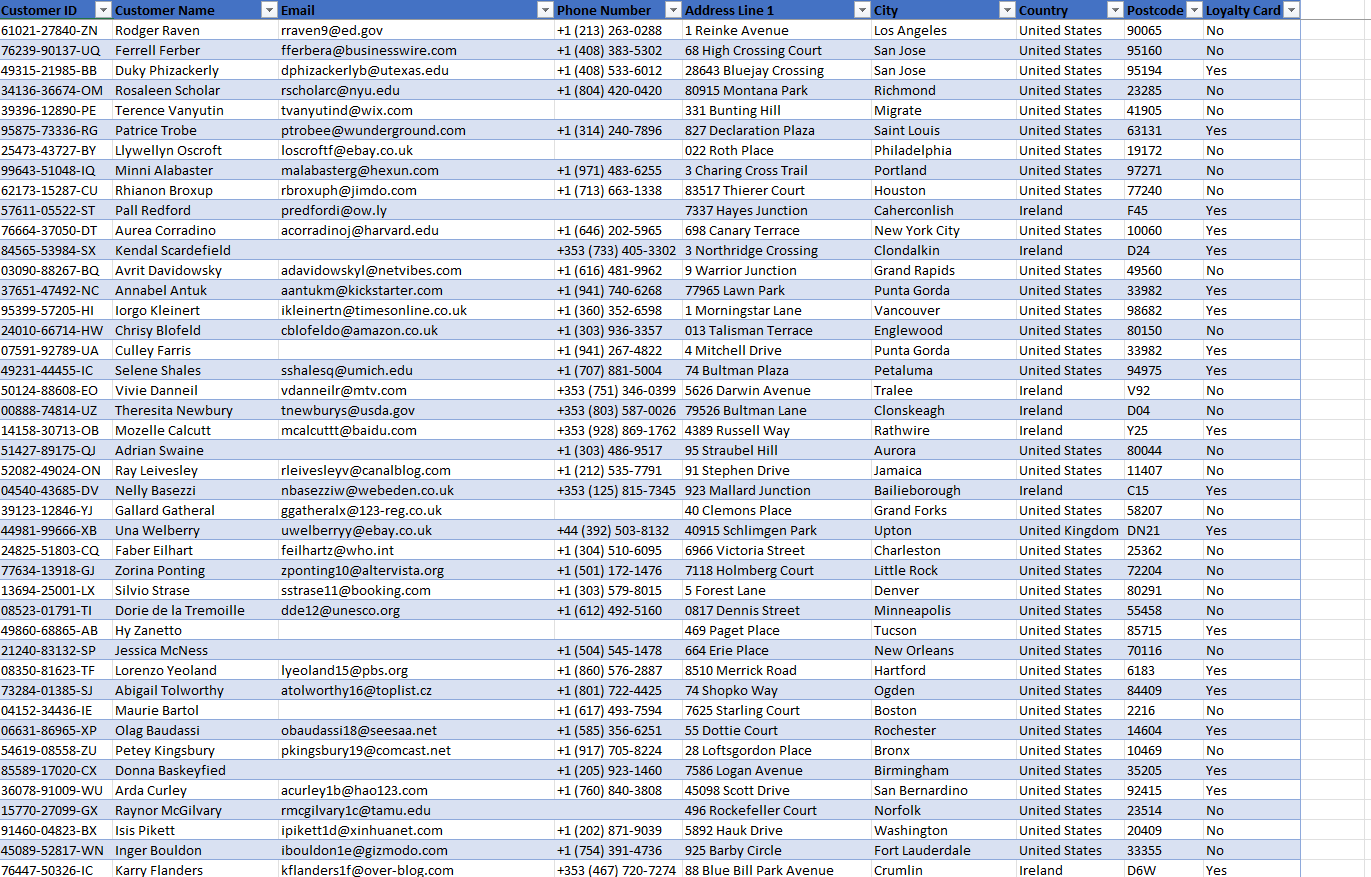 Customer ID Customer Name Email Phone Number Address Line 1 City Country Postcode Loyalty Card
61021-27840-ZN Rodger Raven rraven9@ed.gov +1 (213) 263-0288 1 Reinke Avenue Los Angeles United States 90065 No
76239-90137-UQ Ferrell Ferber fferbera@businesswire.com +1 (408) 383-5302 68 High Crossing Court San Jose United States 95160 No
49315-21985-BB Duky Phizackerly dphizackerlyb@utexas.edu +1 (408) 533-6012 28643 Bluejay Crossing San Jose United States 95194 Yes
34136-36674-OM Rosaleen Scholar rscholarc@nyu.edu +1 (804) 420-0420 80915 Montana Park Richmond United States 23285 No
39396-12890-PE Terence Vanyutin tvanyutind@wix.com 331 Bunting Hill Migrate United States 41905 No
95875-73336-RG Patrice Trobe ptrobee@wunderground.com +1 (314) 240-7896 827 Declaration Plaza Saint Louis United States 63131 Yes
25473-43727-BY Llywellyn Oscroft loscroftf@ebay.co.uk 022 Roth Place Philadelphia United States 19172 No
99643-51048-IQ Minni Alabaster malabasterg@hexun.com +1 (971) 483-6255 3 Charing Cross Trail Portland United States 97271 No
62173-15287-CU Rhianon Broxup rbroxuph@jimdo.com +1 (713) 663-1338 83517 Thierer Court Houston United States 77240 No
57611-05522-ST Pall Redford predfordi@ow.ly 7337 Hayes Junction Caherconlish Ireland F45 Yes
76664-37050-DT Aurea Corradino acorradinoj@harvard.edu +1 (646) 202-5965 698 Canary Terrace New York City United States 10060 Yes
84565-53984-SX Kendal Scardefield +353 (733) 405-3302 3 Northridge Crossing Clondalkin Ireland D24 Yes
03090-88267-BQ Avrit Davidowsky adavidowskyl@netvibes.com +1 (616) 481-9962 9 Warrior Junction Grand Rapids United States 49560 No
37651-47492-NC Annabel Antuk aantukm@kickstarter.com +1 (941) 740-6268 77965 Lawn Park Punta Gorda United States 33982 Yes
95399-57205-HI Iorgo Kleinert ikleinertn@timesonline.co.uk +1 (360) 352-6598 1 Morningstar Lane Vancouver United States 98682 Yes
24010-66714-HW Chrisy Blofeld cblofeldo@amazon.co.uk +1 (303) 936-3357 013 Talisman Terrace Englewood United States 80150 No
07591-92789-UA Culley Farris +1 (941) 267-4822 4 Mitchell Drive Punta Gorda United States 33982 Yes
49231-44455-IC Selene Shales sshalesq@umich.edu +1 (707) 881-5004 74 Bultman Plaza Petaluma United States 94975 Yes
50124-88608-EO Vivie Danneil vdanneilr@mtv.com +353 (751) 346-0399 5626 Darwin Avenue Tralee Ireland V92 No
00888-74814-UZ Theresita Newbury tnewburys@usda.gov +353 (803) 587-0026 79526 Bultman Lane Clonskeagh Ireland D04 No
14158-30713-OB Mozelle Calcutt mcalcuttt@baidu.com +353 (928) 869-1762 4389 Russell Way Rathwire Ireland Y25 Yes
51427-89175-QJ Adrian Swaine +1 (303) 486-9517 95 Straubel Hill Aurora United States 80044 No
52082-49024-ON Ray Leivesley rleivesleyv@canalblog.com +1 (212) 535-7791 91 Stephen Drive Jamaica United States 11407 No
04540-43685-DV Nelly Basezzi nbasezziw@webeden.co.uk +353 (125) 815-7345 923 Mallard Junction Bailieborough Ireland C15 Yes
39123-12846-YJ Gallard Gatheral ggatheralx@123-reg.co.uk 40 Clemons Place Grand Forks United States 58207 No
44981-99666-XB Una Welberry uwelberryy@ebay.co.uk +44 (392) 503-8132 40915 Schlimgen Park Upton United Kingdom DN21 Yes
24825-51803-CQ Faber Eilhart feilhartz@who.int +1 (304) 510-6095 6966 Victoria Street Charleston United States 25362 No
77634-13918-GJ Zorina Ponting zponting10@altervista.org +1 (501) 172-1476 7118 Holmberg Court Little Rock United States 72204 No
13694-25001-LX Silvio Strase sstrase11@booking.com +1 (303) 579-8015 5 Forest Lane Denver United States 80291 No
08523-01791-TI Dorie de la Tremoille dde12@unesco.org +1 (612) 492-5160 0817 Dennis Street Minneapolis United States 55458 No
49860-68865-AB Hy Zanetto 469 Paget Place Tucson United States 85715 Yes
21240-83132-SP Jessica McNess +1 (504) 545-1478 664 Erie Place New Orleans United States 70116 No
08350-81623-TF Lorenzo Yeoland lyeoland15@pbs.org +1 (860) 576-2887 8510 Merrick Road Hartford United States 6183 Yes
73284-01385-SJ Abigail Tolworthy atolworthy16@toplist.cz +1 (801) 722-4425 74 Shopko Way Ogden United States 84409 Yes
04152-34436-IE Maurie Bartol +1 (617) 493-7594 7625 Starling Court Boston United States 2216 No
06631-86965-XP Olag Baudassi obaudassi18@seesaa.net +1 (585) 356-6251 55 Dottie Court Rochester United States 14604 Yes
54619-08558-ZU Petey Kingsbury pkingsbury19@comcast.net +1 (917) 705-8224 28 Loftsgordon Place Bronx United States 10469 No
85589-17020-CX Donna Baskeyfied +1 (205) 923-1460 7586 Logan Avenue Birmingham United States 35205 Yes
36078-91009-WU Arda Curley acurley1b@hao123.com +1 (760) 840-3808 45098 Scott Drive San Bernardino United States 92415 Yes
15770-27099-GX Raynor McGilvary rmcgilvary1c@tamu.edu 496 Rockefeller Court Norfolk United States 23514 No
91460-04823-BX Isis Pikett ipikett1d@xinhuanet.com +1 (202) 871-9039 5892 Hauk Drive Washington United States 20409 No
45089-52817-WN Inger Bouldon ibouldon1e@gizmodo.com +1 (754) 391-4736 925 Barby Circle Fort Lauderdale United States 33355 No
76447-50326-IC Karry Flanders kflanders1f@over-blog.com +353 (467) 720-7274 88 Blue Bill Park Avenue Crumlin Ireland D6W Yes